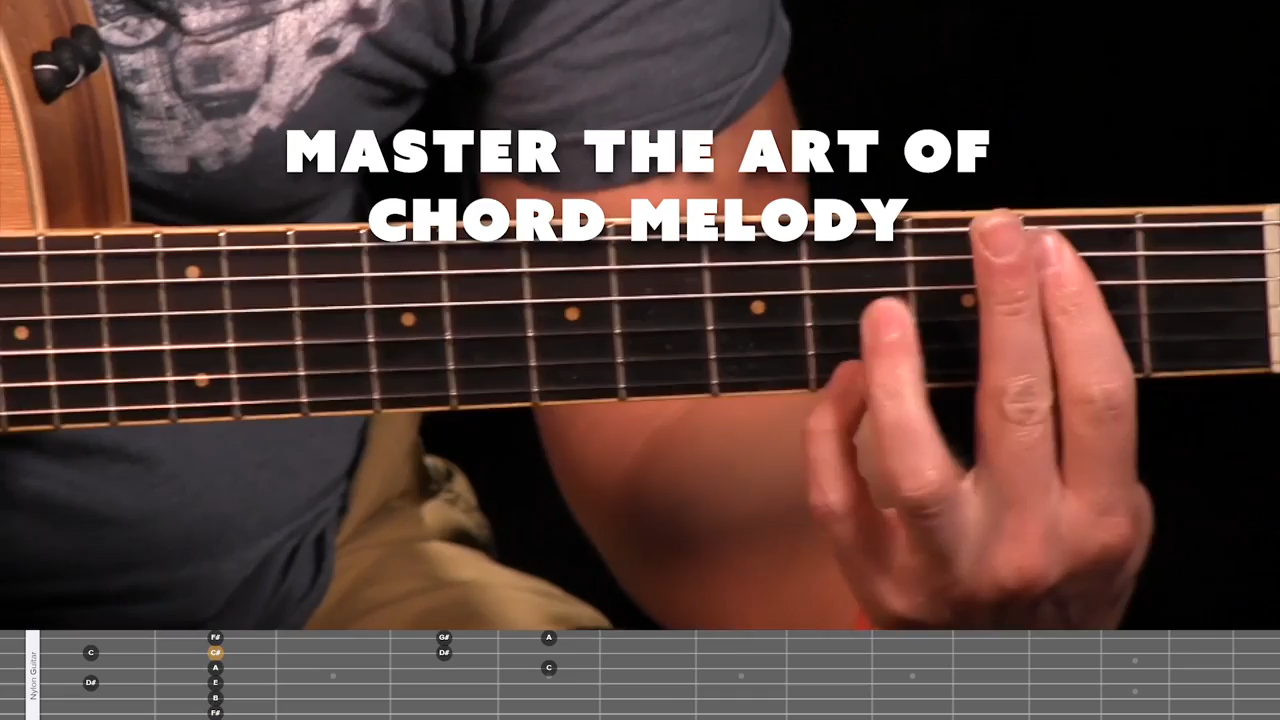 MASTER THE ART OF
CHORD MELODY
Nylon Guitar
F# G# A
C C# D#
A C
D# E
B
F#